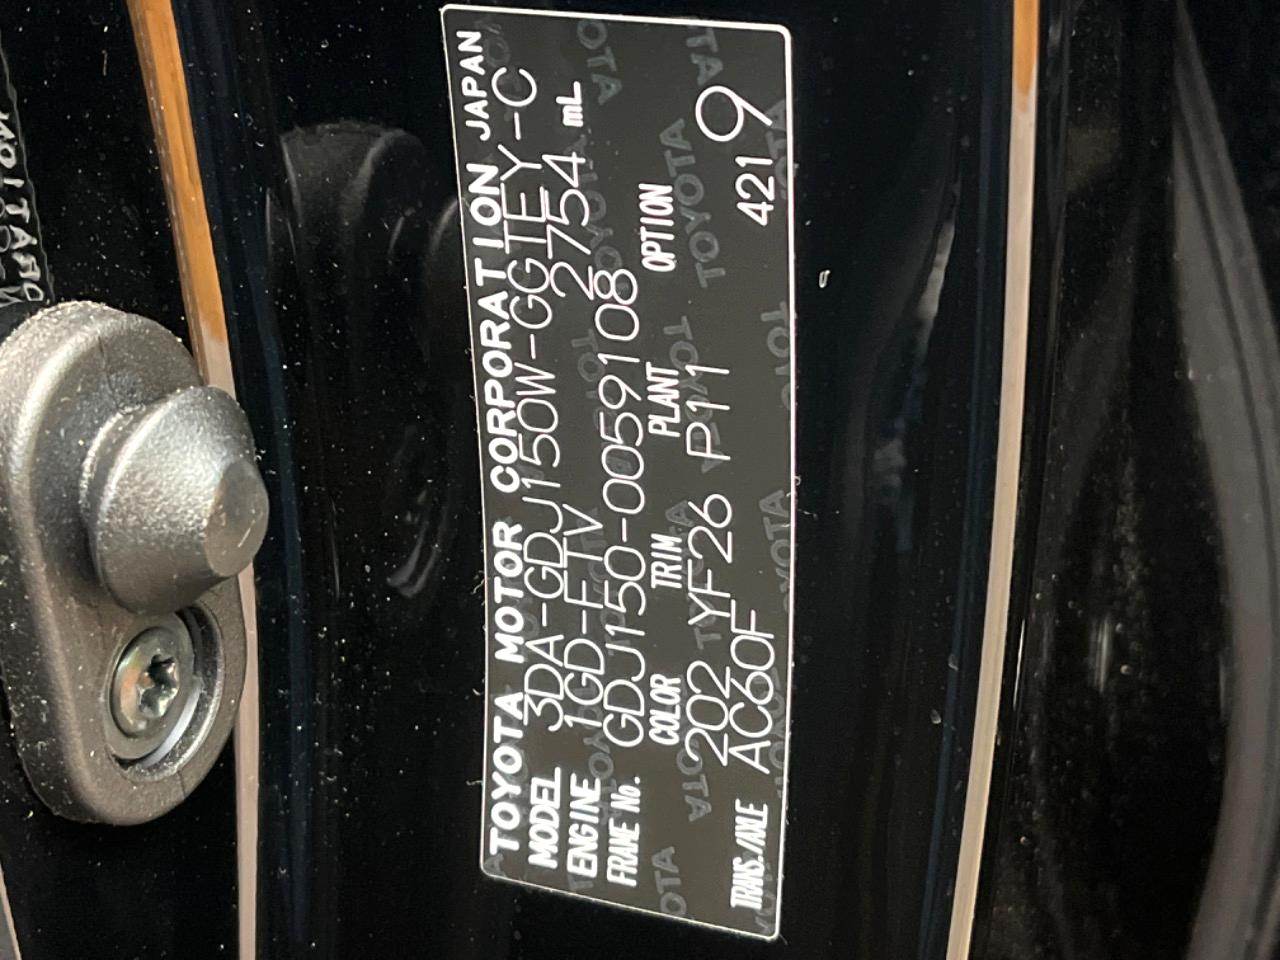 TOYOTA MOTOR CORPORATION JAPAN
MODEL 3DA-GDJ150W-GGTEY-C
ENGINE 1GD-FTV 2754 mL
FRAME No. GDJ150-0059108
COLOR TRIM PLANT OPTION
202 YF26 P11
TRANS./AXLE AC60F 421 9